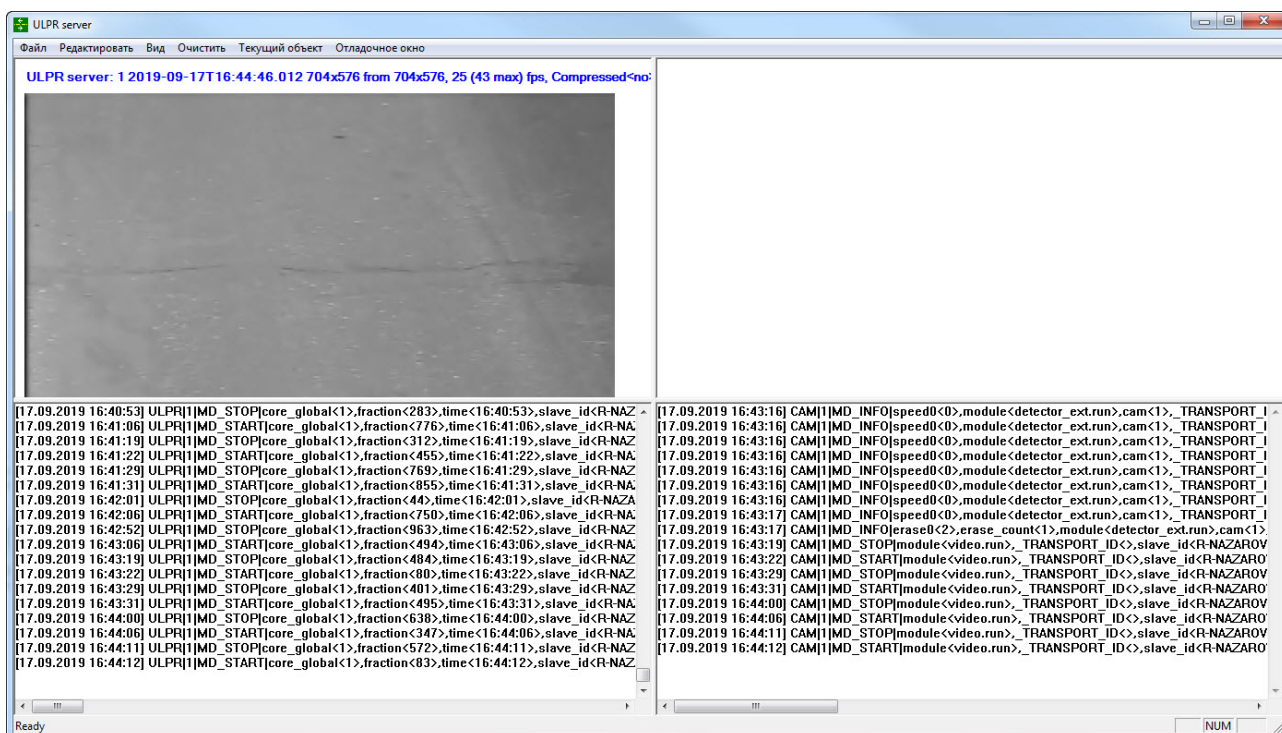 ULPR server
Файл Редактировать Вид Очистить Текущий объект Отладочное окно
ULPR server: 1 2019-09-17T16:44:46.012 704x576 from 704x576, 25 (43 max) fps, Compressed<no:
[17.09.2019 16:40:53] ULPR|1|MD_STOP|core_global<1>,fraction<283>,time<16:40:53>,slave_id<R-NAZ
[17.09.2019 16:41:06] ULPR|1|MD_START|core_global<1>,fraction<776>,time<16:41:06>,slave_id<R-NA
[17.09.2019 16:41:19] ULPR|1|MD_STOP|core_global<1>,fraction<312>,time<16:41:19>,slave_id<R-NAZ
[17.09.2019 16:41:22] ULPR|1|MD_START|core_global<1>,fraction<455>,time<16:41:22>,slave_id<R-NA
[17.09.2019 16:41:29] ULPR|1|MD_STOP|core_global<1>,fraction<769>,time<16:41:29>,slave_id<R-NAZ
[17.09.2019 16:41:31] ULPR|1|MD_START|core_global<1>,fraction<855>,time<16:41:31>,slave_id<R-NA
[17.09.2019 16:42:01] ULPR|1|MD_STOP|core_global<1>,fraction<44>,time<16:42:01>,slave_id<R-NAZA
[17.09.2019 16:42:06] ULPR|1|MD_START|core_global<1>,fraction<750>,time<16:42:06>,slave_id<R-NA
[17.09.2019 16:42:52] ULPR|1|MD_STOP|core_global<1>,fraction<963>,time<16:42:52>,slave_id<R-NAZ
[17.09.2019 16:43:06] ULPR|1|MD_START|core_global<1>,fraction<494>,time<16:43:06>,slave_id<R-NA
[17.09.2019 16:43:19] ULPR|1|MD_STOP|core_global<1>,fraction<484>,time<16:43:19>,slave_id<R-NAZ
[17.09.2019 16:43:22] ULPR|1|MD_START|core_global<1>,fraction<80>,time<16:43:22>,slave_id<R-NAZ
[17.09.2019 16:43:29] ULPR|1|MD_STOP|core_global<1>,fraction<401>,time<16:43:29>,slave_id<R-NAZ
[17.09.2019 16:43:31] ULPR|1|MD_START|core_global<1>,fraction<495>,time<16:43:31>,slave_id<R-NA
[17.09.2019 16:44:00] ULPR|1|MD_STOP|core_global<1>,fraction<638>,time<16:44:00>,slave_id<R-NAZ
[17.09.2019 16:44:06] ULPR|1|MD_START|core_global<1>,fraction<347>,time<16:44:06>,slave_id<R-NA
[17.09.2019 16:44:11] ULPR|1|MD_STOP|core_global<1>,fraction<572>,time<16:44:11>,slave_id<R-NAZ
[17.09.2019 16:44:12] ULPR|1|MD_START|core_global<1>,fraction<83>,time<16:44:12>,slave_id<R-NAZ
[17.09.2019 16:43:16] CAM|1|MD_INFO|speed0<0>,module<detector_ext.run>,cam<1>,_TRANSPORT_I
[17.09.2019 16:43:16] CAM|1|MD_INFO|speed0<0>,module<detector_ext.run>,cam<1>,_TRANSPORT_I
[17.09.2019 16:43:16] CAM|1|MD_INFO|speed0<0>,module<detector_ext.run>,cam<1>,_TRANSPORT_I
[17.09.2019 16:43:16] CAM|1|MD_INFO|speed0<0>,module<detector_ext.run>,cam<1>,_TRANSPORT_I
[17.09.2019 16:43:16] CAM|1|MD_INFO|speed0<0>,module<detector_ext.run>,cam<1>,_TRANSPORT_I
[17.09.2019 16:43:16] CAM|1|MD_INFO|speed0<0>,module<detector_ext.run>,cam<1>,_TRANSPORT_I
[17.09.2019 16:43:16] CAM|1|MD_INFO|speed0<0>,module<detector_ext.run>,cam<1>,_TRANSPORT_I
[17.09.2019 16:43:17] CAM|1|MD_INFO|speed0<0>,module<detector_ext.run>,cam<1>,_TRANSPORT_I
[17.09.2019 16:43:17] CAM|1|MD_INFO|erase0<2>,erase_count<1>,module<detector_ext.run>,cam<1>,
[17.09.2019 16:43:19] CAM|1|MD_STOP|module<video.run>,_TRANSPORT_ID<>,slave_id<R-NAZAROV
[17.09.2019 16:43:22] CAM|1|MD_START|module<video.run>,_TRANSPORT_ID<>,slave_id<R-NAZARO
[17.09.2019 16:43:29] CAM|1|MD_STOP|module<video.run>,_TRANSPORT_ID<>,slave_id<R-NAZAROV
[17.09.2019 16:43:31] CAM|1|MD_START|module<video.run>,_TRANSPORT_ID<>,slave_id<R-NAZARO
[17.09.2019 16:44:00] CAM|1|MD_STOP|module<video.run>,_TRANSPORT_ID<>,slave_id<R-NAZAROV
[17.09.2019 16:44:06] CAM|1|MD_START|module<video.run>,_TRANSPORT_ID<>,slave_id<R-NAZARO
[17.09.2019 16:44:11] CAM|1|MD_STOP|module<video.run>,_TRANSPORT_ID<>,slave_id<R-NAZAROV
[17.09.2019 16:44:12] CAM|1|MD_START|module<video.run>,_TRANSPORT_ID<>,slave_id<R-NAZARO
Ready
NUM